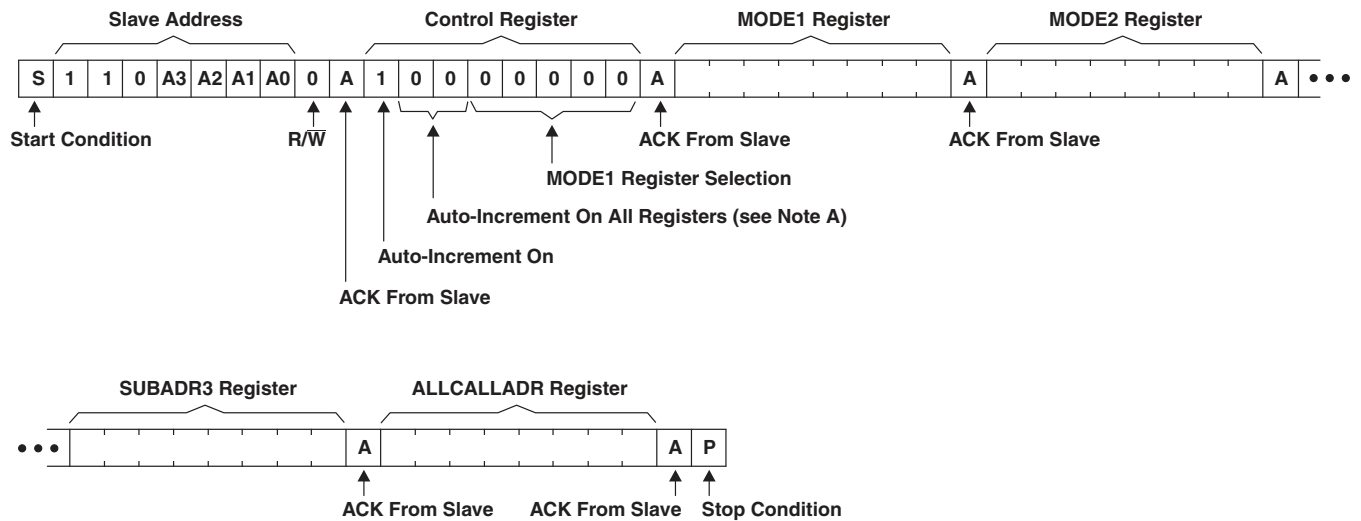 Slave Address Control Register MODE1 Register MODE2 Register
S 1 1 0 A3 A2 A1 A0 0 A 1 0 0 0 0 0 0 0 A A A •••
Start Condition R/W̅ ACK From Slave ACK From Slave
MODE1 Register Selection
Auto-Increment On All Registers (see Note A)
Auto-Increment On
ACK From Slave
SUBADR3 Register ALLCALLADR Register
••• A A P
ACK From Slave ACK From Slave Stop Condition